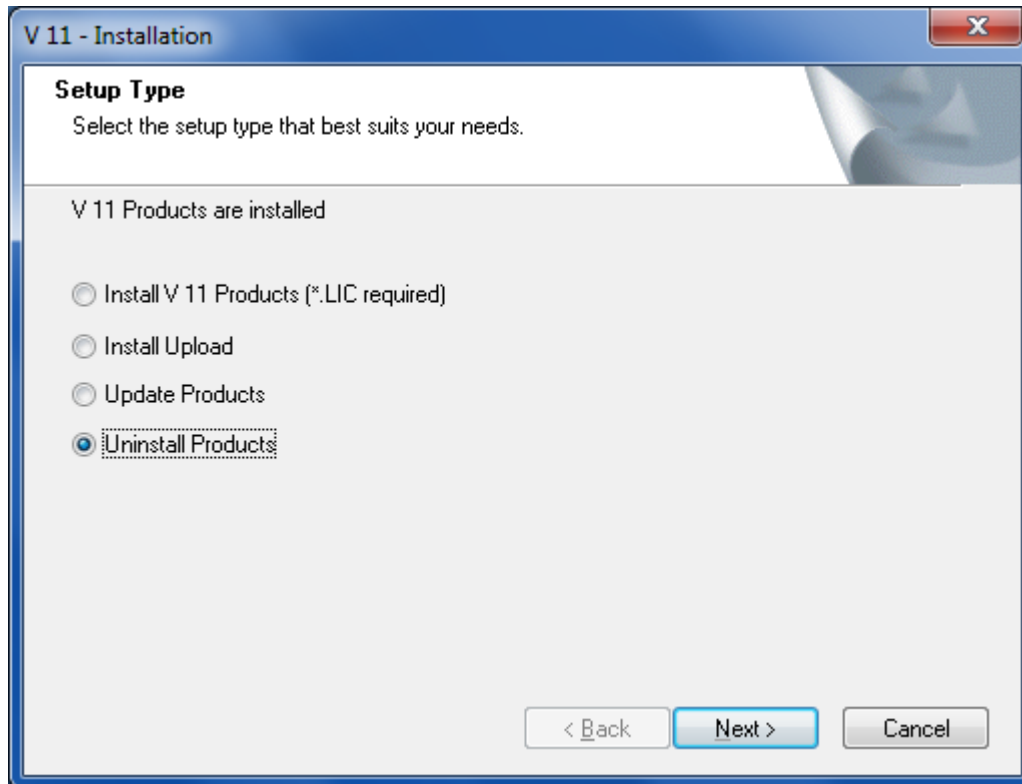 V 11 - Installation
Setup Type
Select the setup type that best suits your needs.
V 11 Products are installed
Install V 11 Products (*.LIC required)
Install Upload
Update Products
Uninstall Products
< Back Next > Cancel